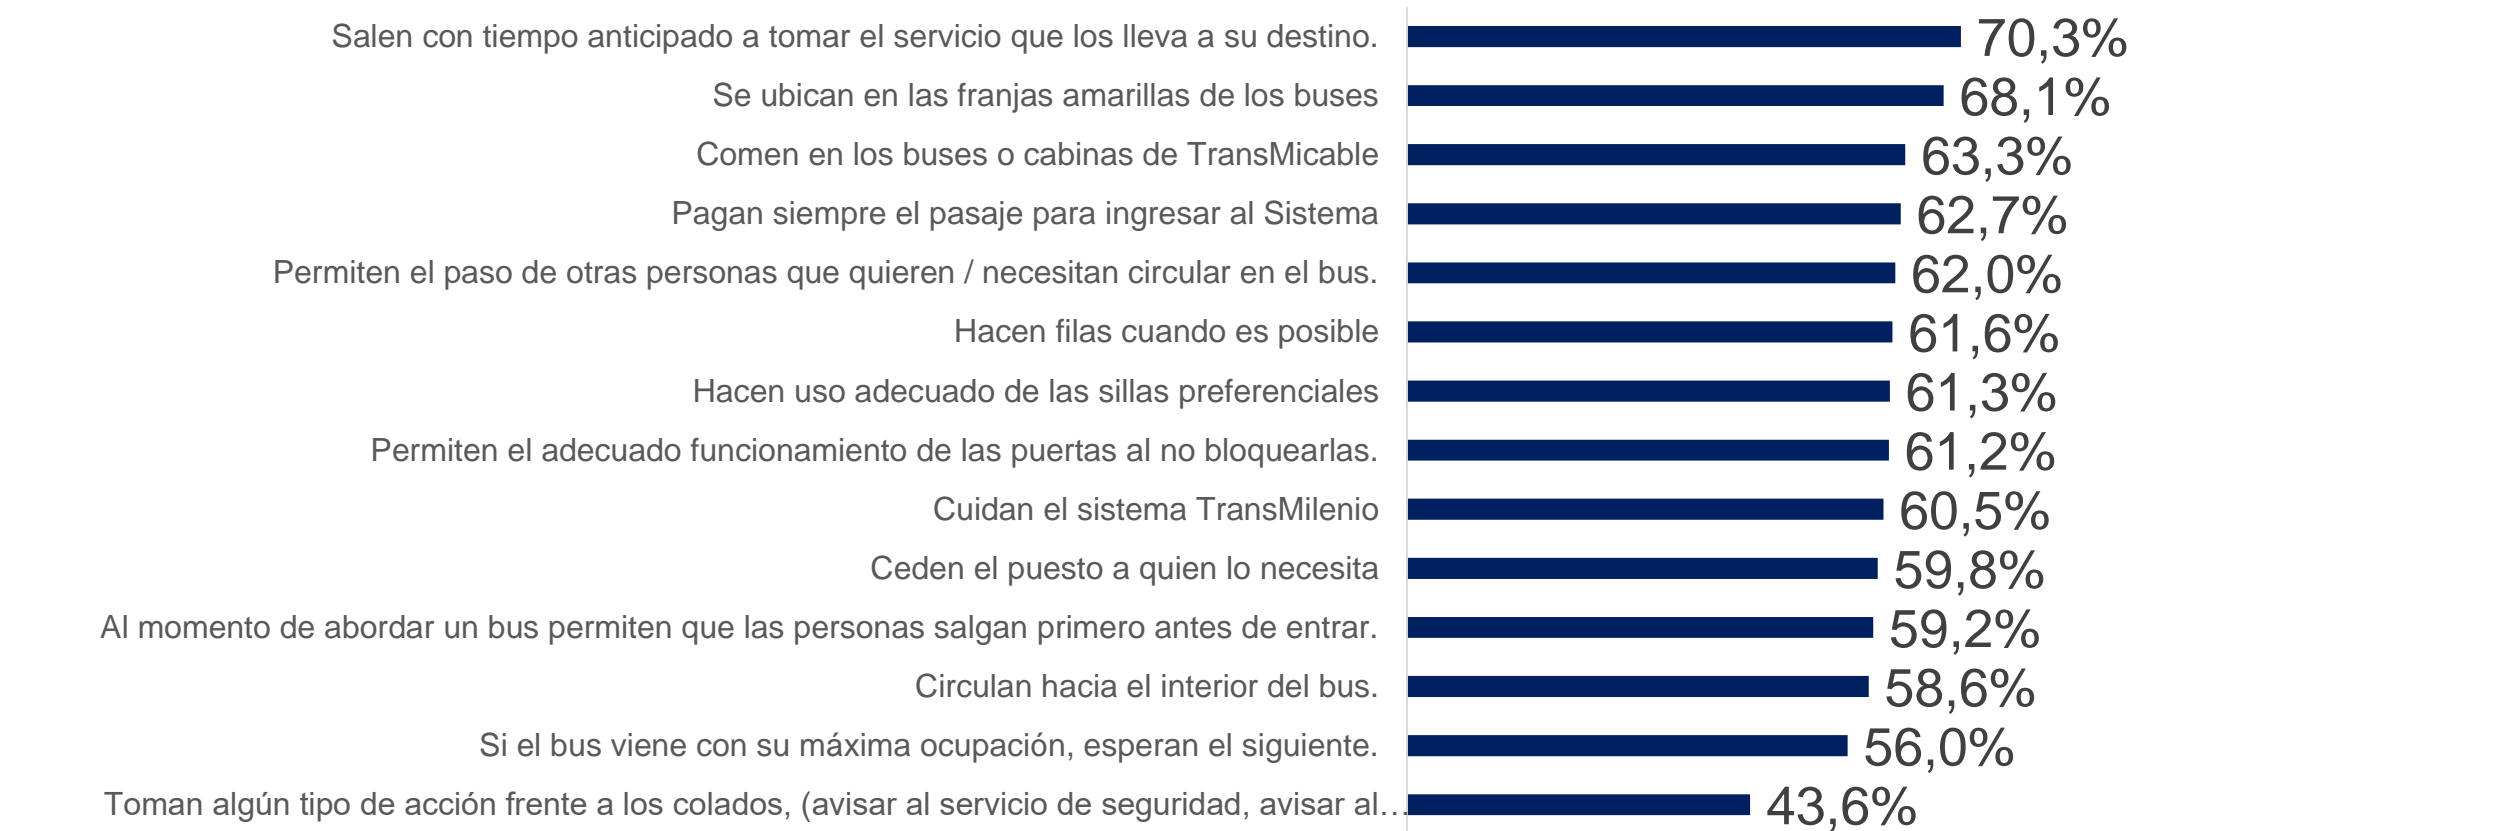 Salen con tiempo anticipado a tomar el servicio que los lleva a su destino. 70,3%
Se ubican en las franjas amarillas de los buses 68,1%
Comen en los buses o cabinas de TransMicable 63,3%
Pagan siempre el pasaje para ingresar al Sistema 62,7%
Permiten el paso de otras personas que quieren / necesitan circular en el bus. 62,0%
Hacen filas cuando es posible 61,6%
Hacen uso adecuado de las sillas preferenciales 61,3%
Permiten el adecuado funcionamiento de las puertas al no bloquearlas. 61,2%
Cuidan el sistema TransMilenio 60,5%
Ceden el puesto a quien lo necesita 59,8%
Al momento de abordar un bus permiten que las personas salgan primero antes de entrar. 59,2%
Circulan hacia el interior del bus. 58,6%
Si el bus viene con su máxima ocupación, esperan el siguiente. 56,0%
Toman algún tipo de acción frente a los colados, (avisar al servicio de seguridad, avisar al… 43,6%